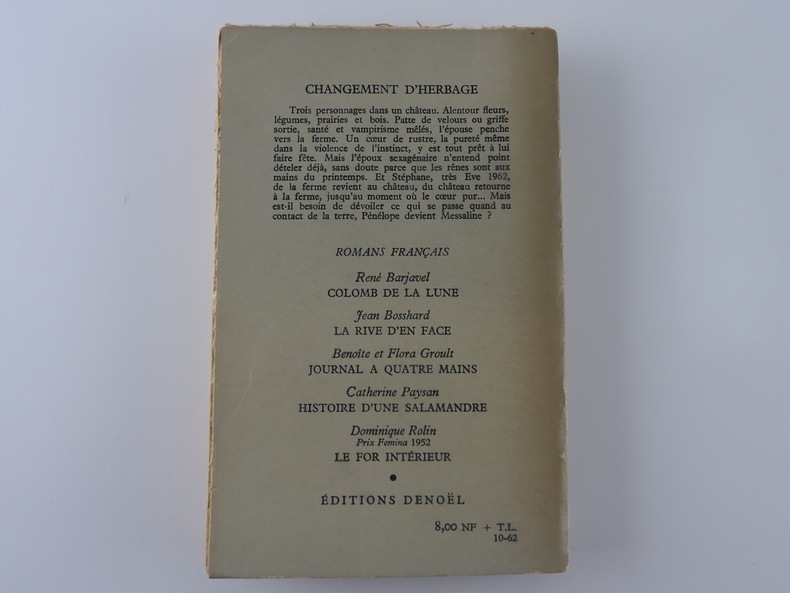 CHANGEMENT D'HERBAGE
Trois personnages dans un château. Alentour fleurs,
légumes, prairies et bois. Patte de velours ou griffe
sortie, santé et vampirisme mêlés, l'épouse penche
vers la ferme. Un cœur de rustre, la pureté même
dans la violence de l'instinct, y est tout prêt à lui
faire fête. Mais l'époux sexagénaire n'entend point
dételer déjà, sans doute parce que les rênes sont aux
mains du printemps. Et Stéphane, très Eve 1962,
de la ferme revient au château, du château retourne
à la ferme, jusqu'au moment où le cœur pur... Mais
est-il besoin de dévoiler ce qui se passe quand au
contact de la terre, Pénélope devient Messaline ?
ROMANS FRANÇAIS
René Barjavel
COLOMB DE LA LUNE
Jean Bosshard
LA RIVE D'EN FACE
Benoîte et Flora Groult
JOURNAL A QUATRE MAINS
Catherine Paysan
HISTOIRE D'UNE SALAMANDRE
Dominique Rolin
Prix Femina 1952
LE FOR INTÉRIEUR
ÉDITIONS DENOËL
8,00 NF + T.L.
10-62